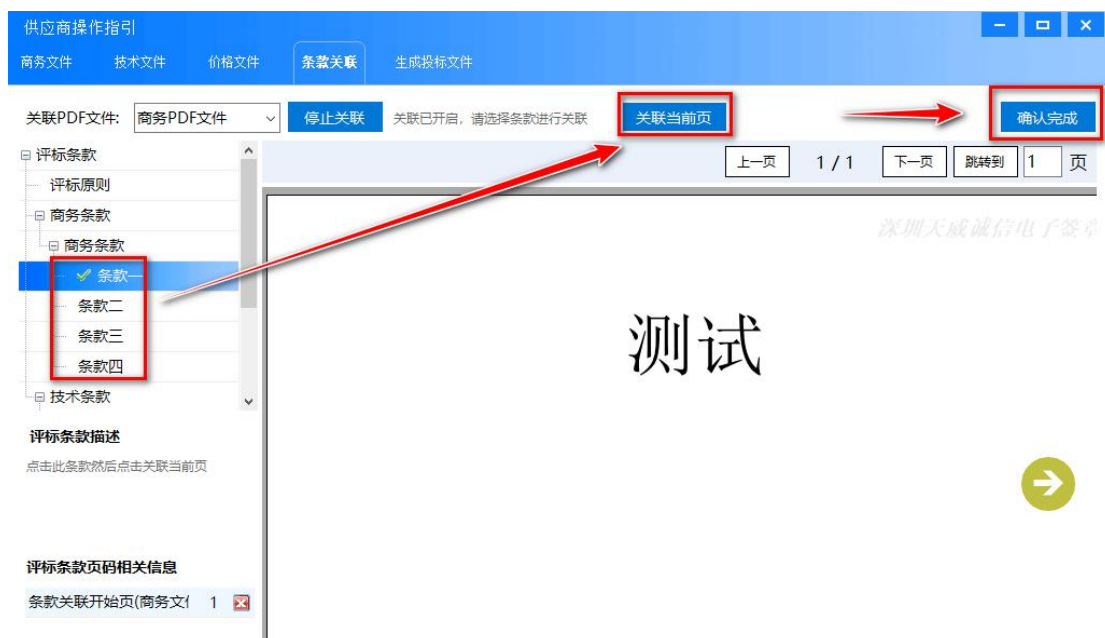 供应商操作指引
商务文件 技术文件 价格文件 条款关联 生成投标文件
关联PDF文件: 商务PDF文件 停止关联 关联已开启，请选择条款进行关联 关联当前页 确认完成
上一页 1 / 1 下一页 跳转到 1 页
评标条款
评标原则
商务条款
商务条款
条款一
条款二
条款三
条款四
技术条款
深圳天威诚信电子签章
测试
评标条款描述
点击此条款然后点击关联当前页
评标条款页码相关信息
条款关联开始页(商务文 1